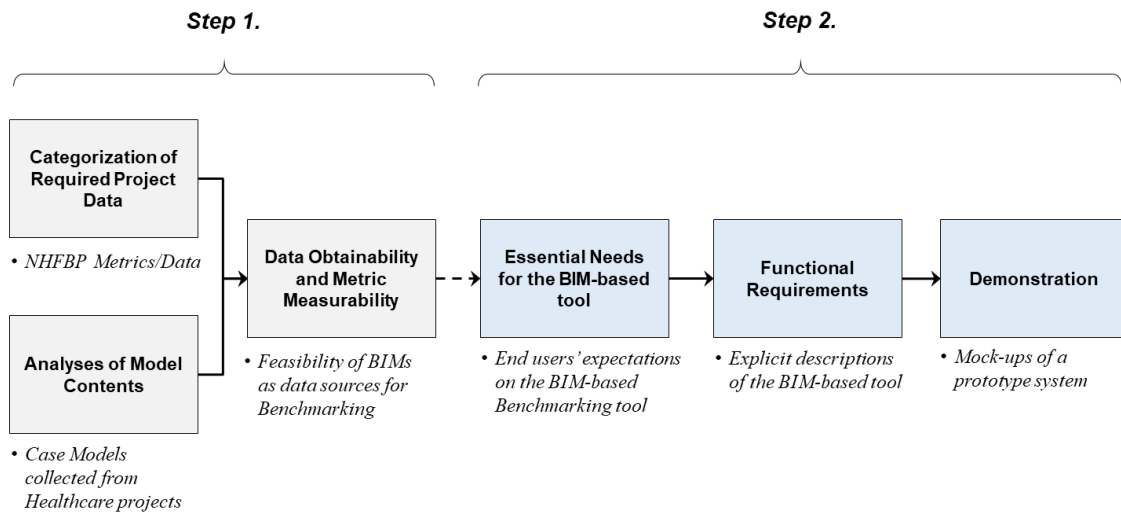 Step 1.
Step 2.
Categorization of
Required Project
Data
• NHFBP Metrics/Data
Analyses of Model
Contents
• Case Models
collected from
Healthcare projects
Data Obtainability
and Metric
Measurability
• Feasibility of BIMs
as data sources for
Benchmarking
Essential Needs
for the BIM-based
tool
• End users’ expectations
on the BIM-based
Benchmarking tool
Functional
Requirements
• Explicit descriptions
of the BIM-based tool
Demonstration
• Mock-ups of a
prototype system